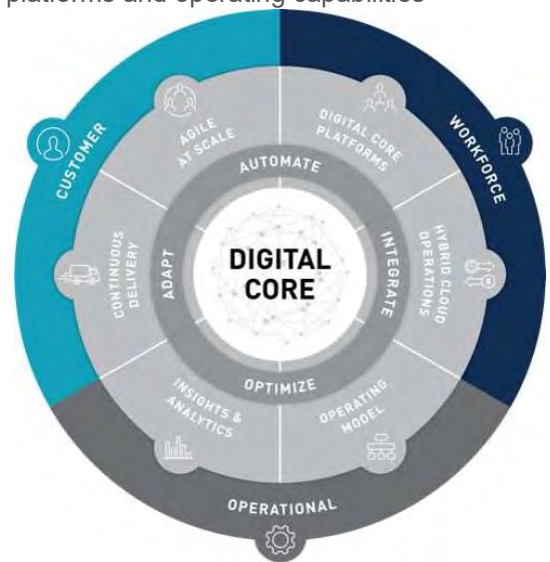 platforms and operating capabilities
CUSTOMER
WORKFORCE
OPERATIONAL
AGILE
AT SCALE
DIGITAL CORE
PLATFORMS
HYBRID CLOUD
OPERATIONS
OPERATING
MODEL
INSIGHTS &
ANALYTICS
CONTINUOUS
DELIVERY
AUTOMATE
INTEGRATE
OPTIMIZE
ADAPT
DIGITAL
CORE